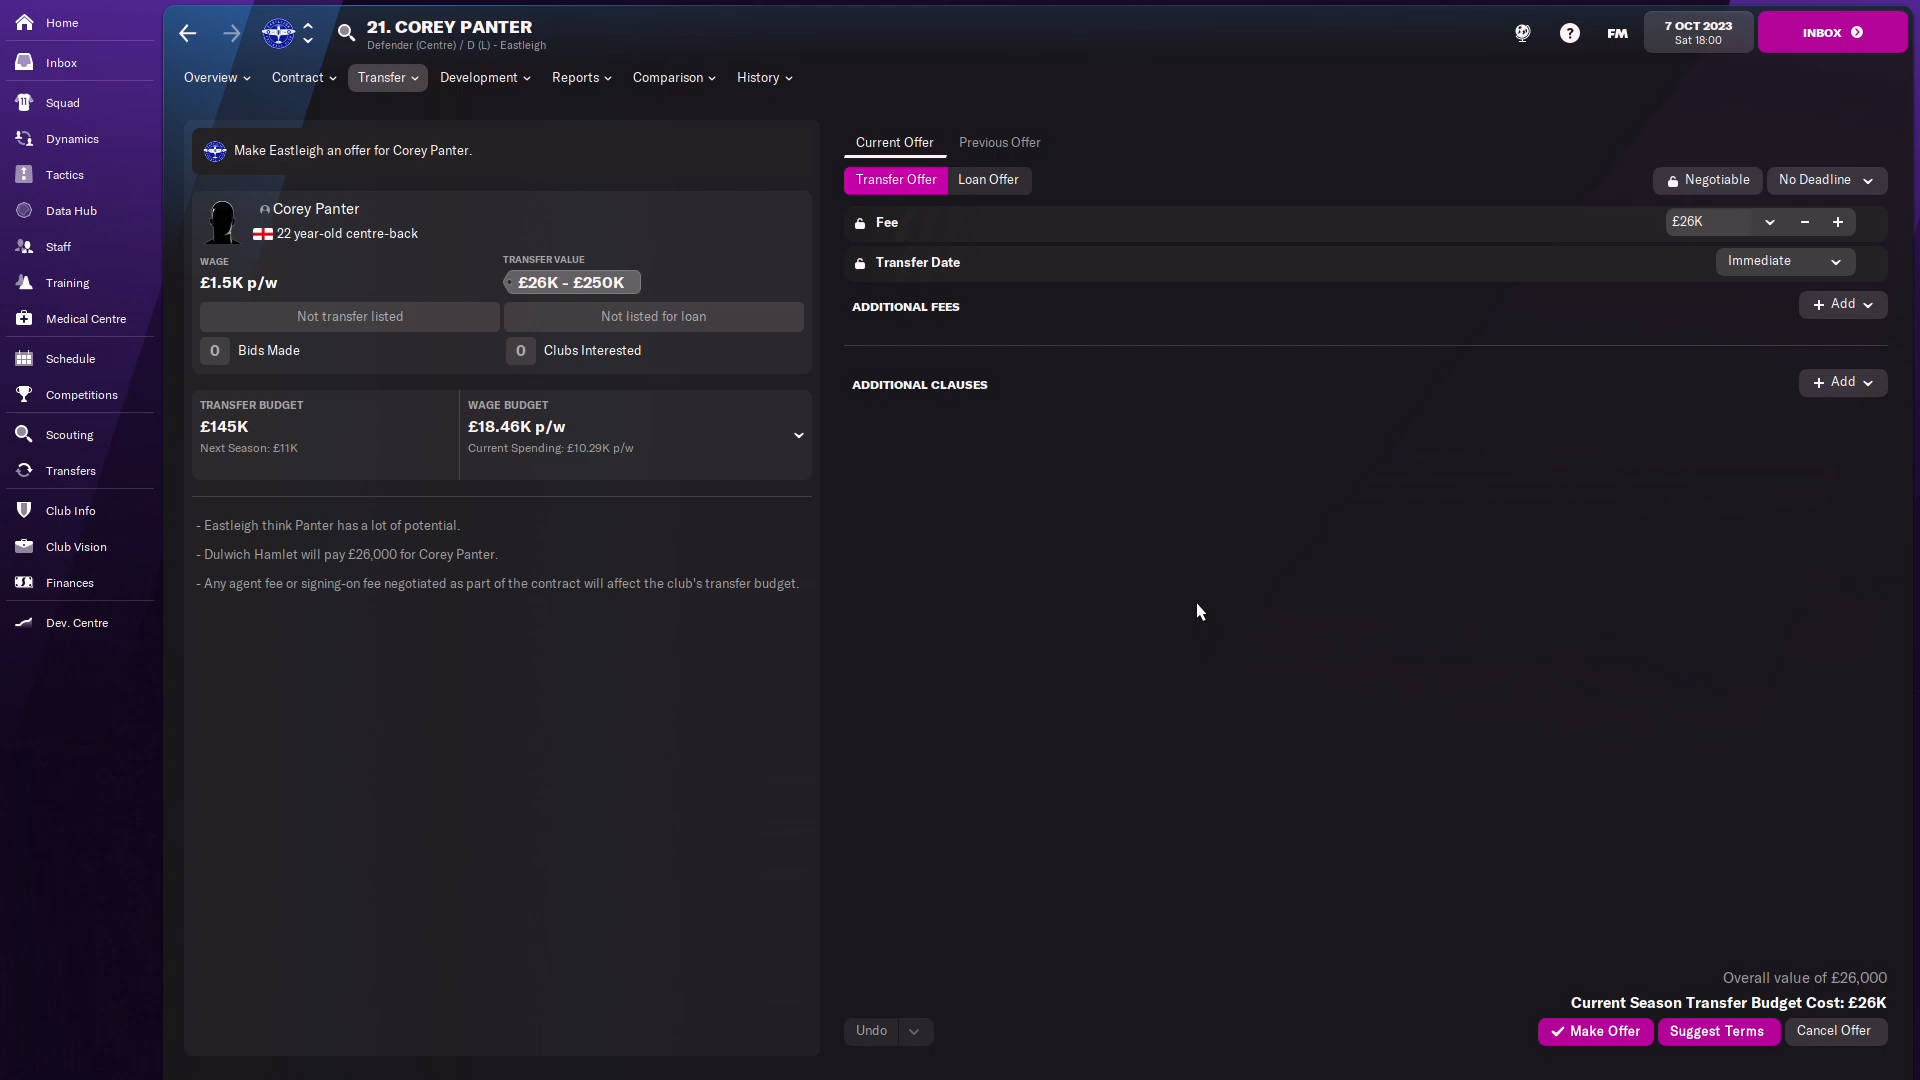 Home
Inbox
Squad
Dynamics
Tactics
Data Hub
Staff
Training
Medical Centre
Schedule
Competitions
Scouting
Transfers
Club Info
Club Vision
Finances
Dev. Centre
21. COREY PANTER
Defender (Centre) / D (L) - Eastleigh
FM
7 OCT 2023
Sat 18:00
INBOX
Overview
Contract
Transfer
Development
Reports
Comparison
History
Make Eastleigh an offer for Corey Panter.
Corey Panter
22 year-old centre-back
WAGE
£1.5K p/w
TRANSFER VALUE
£26K - £250K
Not transfer listed
Not listed for loan
0 Bids Made
0 Clubs Interested
TRANSFER BUDGET
£145K
Next Season: £11K
WAGE BUDGET
£18.46K p/w
Current Spending: £10.29K p/w
- Eastleigh think Panter has a lot of potential.
- Dulwich Hamlet will pay £26,000 for Corey Panter.
- Any agent fee or signing-on fee negotiated as part of the contract will affect the club's transfer budget.
Current Offer
Previous Offer
Transfer Offer
Loan Offer
Negotiable
No Deadline
Fee
£26K
Transfer Date
Immediate
ADDITIONAL FEES
+ Add
ADDITIONAL CLAUSES
+ Add
Overall value of £26,000
Current Season Transfer Budget Cost: £26K
Undo
Make Offer
Suggest Terms
Cancel Offer